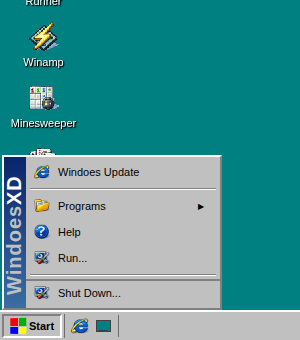 Runner
Winamp
Minesweeper
Windoes Update
Programs
Help
Run...
Shut Down...
WindoesXD
Start